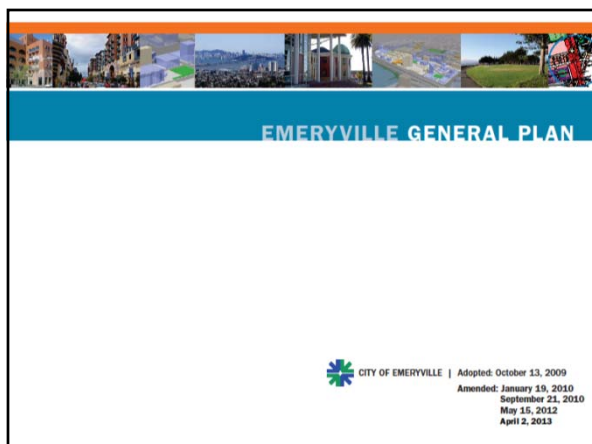 EMERYVILLE GENERAL PLAN
CITY OF EMERYVILLE | Adopted: October 13, 2009
Amended: January 19, 2010
September 21, 2010
May 15, 2012
April 2, 2013